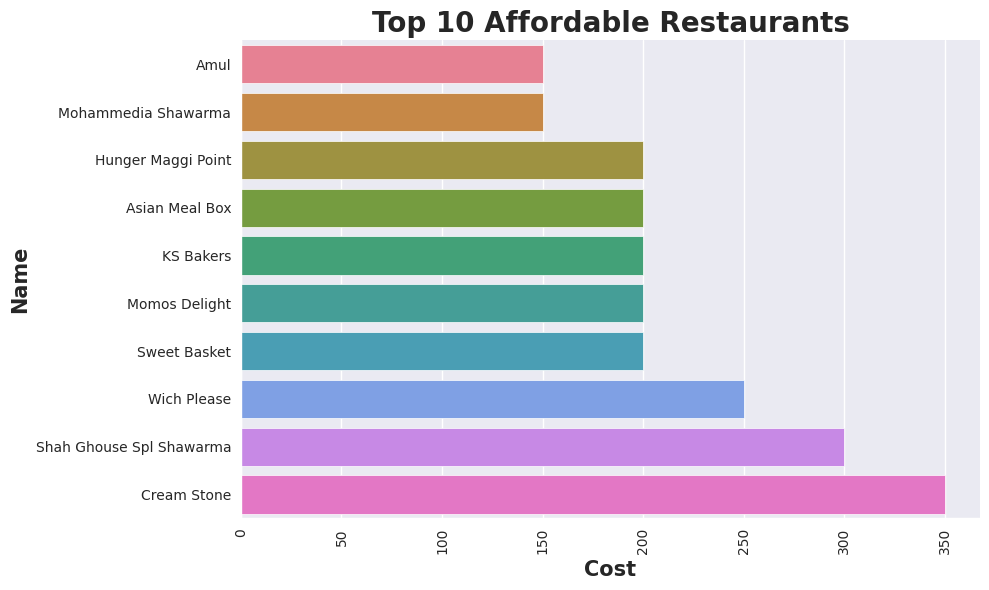 Top 10 Affordable Restaurants
Name
Amul
Mohammedia Shawarma
Hunger Maggi Point
Asian Meal Box
KS Bakers
Momos Delight
Sweet Basket
Wich Please
Shah Ghouse Spl Shawarma
Cream Stone
0 50 100 150 200 250 300 350
Cost